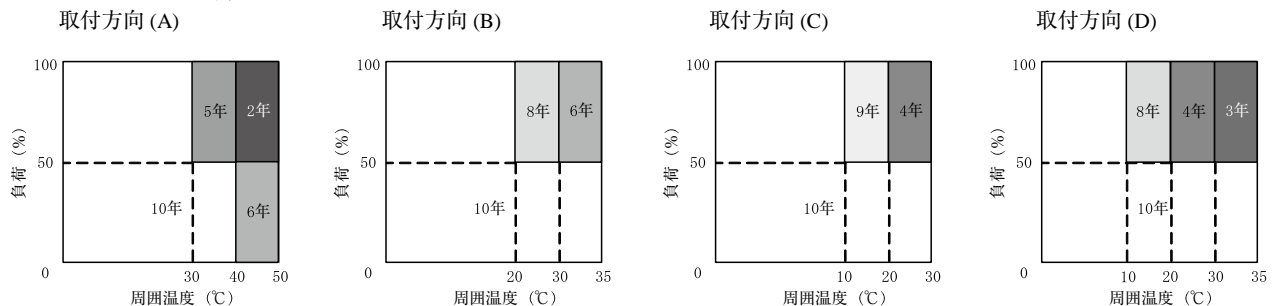 取付方向 (A)
100
50
0
負荷 (%)
5年
2年
10年
6年
30
40
50
周囲温度 (℃)
取付方向 (B)
100
50
0
負荷 (%)
8年
6年
10年
20
30
35
周囲温度 (℃)
取付方向 (C)
100
50
0
負荷 (%)
9年
4年
10年
10
20
30
周囲温度 (℃)
取付方向 (D)
100
50
0
負荷 (%)
8年
4年
3年
10年
10
20
30
35
周囲温度 (℃)